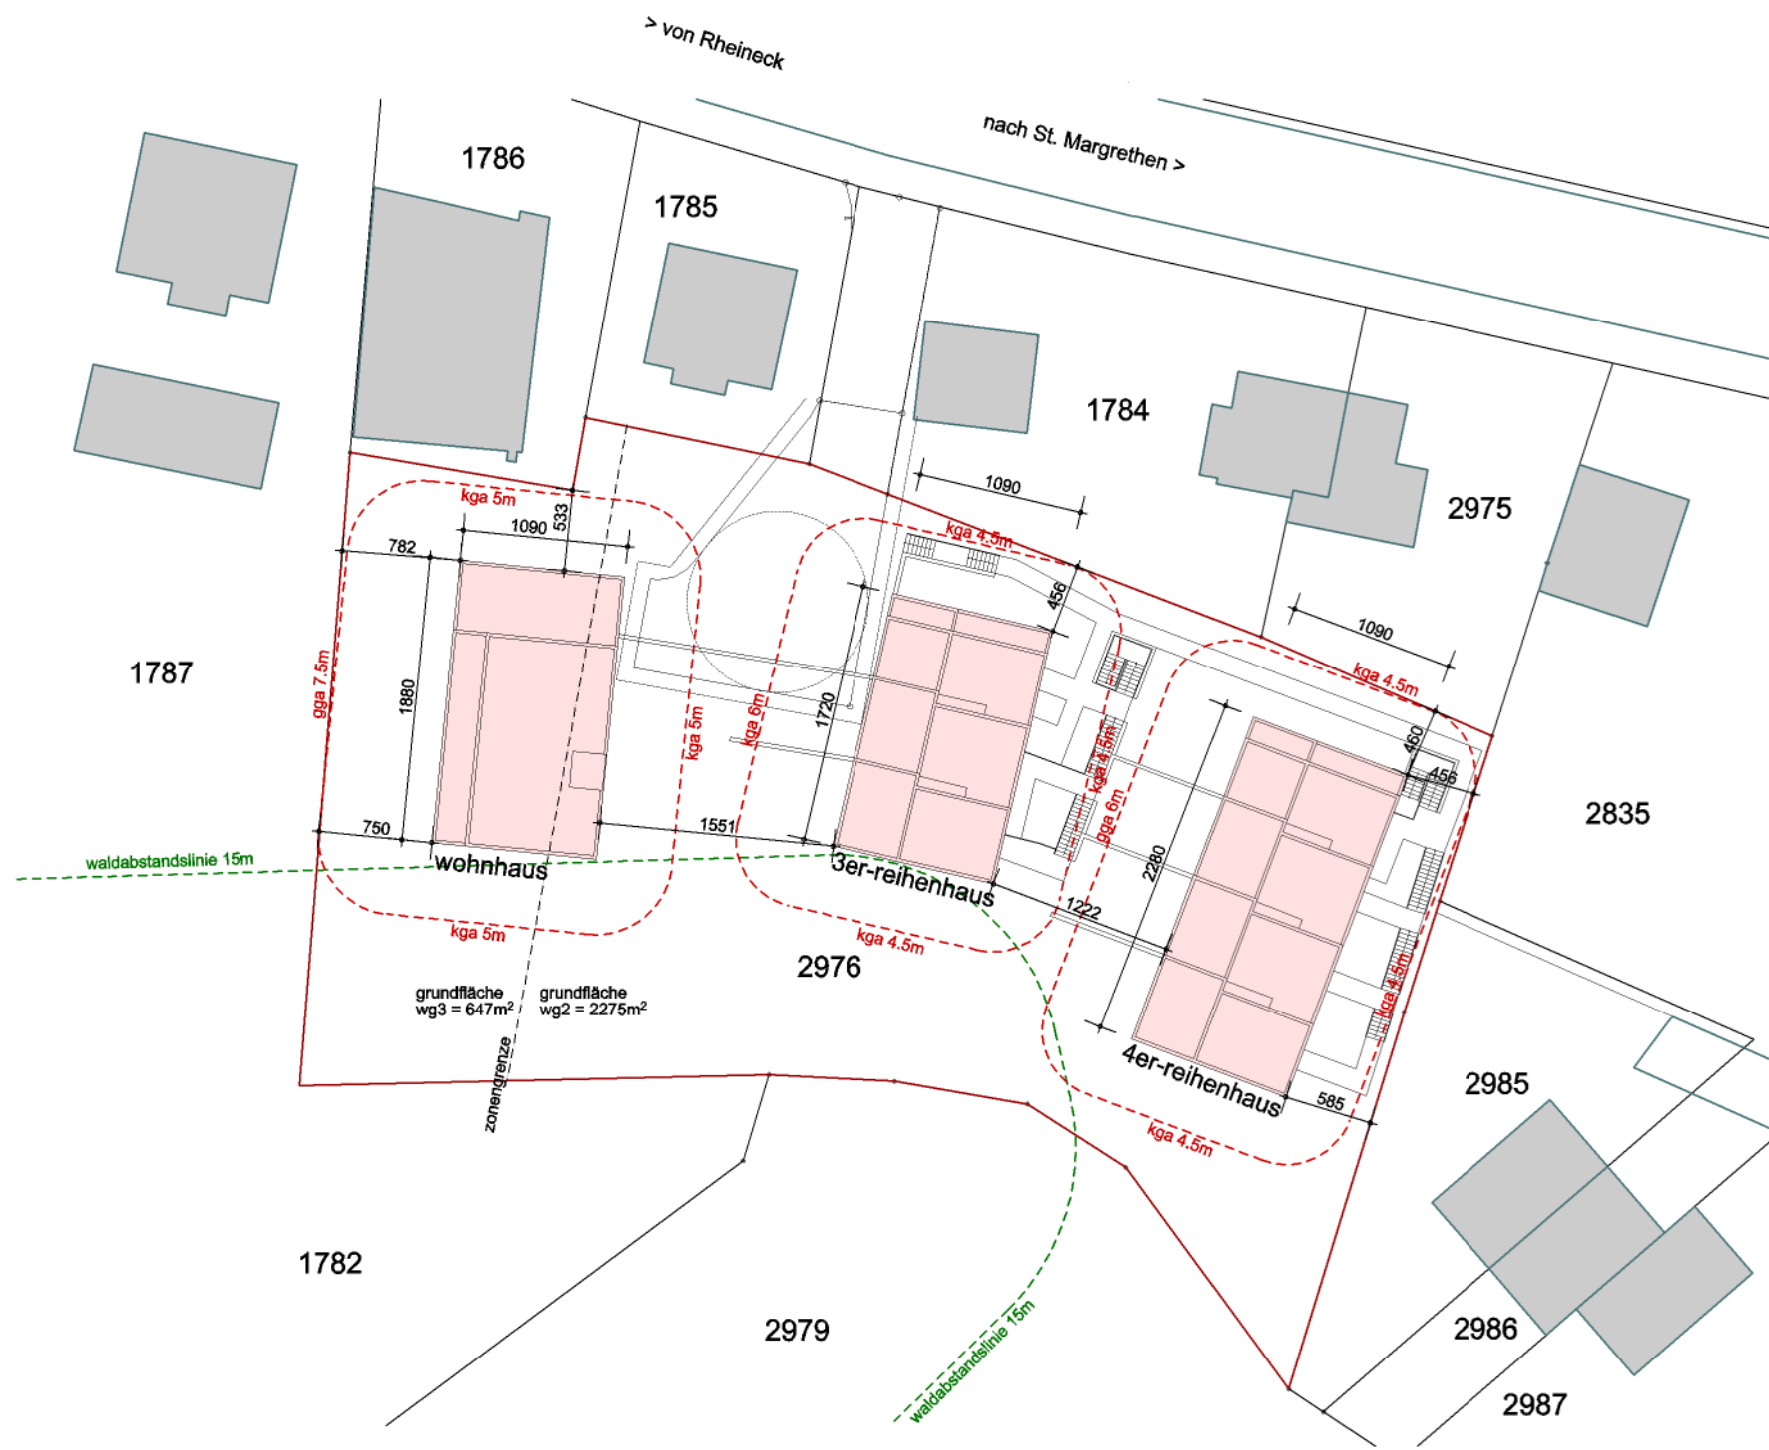 > von Rheineck
nach St. Margrethen >
1786
1785
1784
2975
1787
2835
2976
1782
2979
2985
2986
2987
kga 5m
533
1090
782
gga 7.5m
1880
kga 5m
750
1551
waldabstandslinie 15m
wohnhaus
kga 5m
grundfläche
wg3 = 647m²
grundfläche
wg2 = 2275m²
zonengrenze
1090
kga 4.5m
456
kga 6m
1720
kga 4.5m
3er-reihenhaus
kga 4.5m
1222
1090
kga 4.5m
460
456
gga 6m
2280
kga 4.5m
4er-reihenhaus
585
kga 4.5m
waldabstandslinie 15m